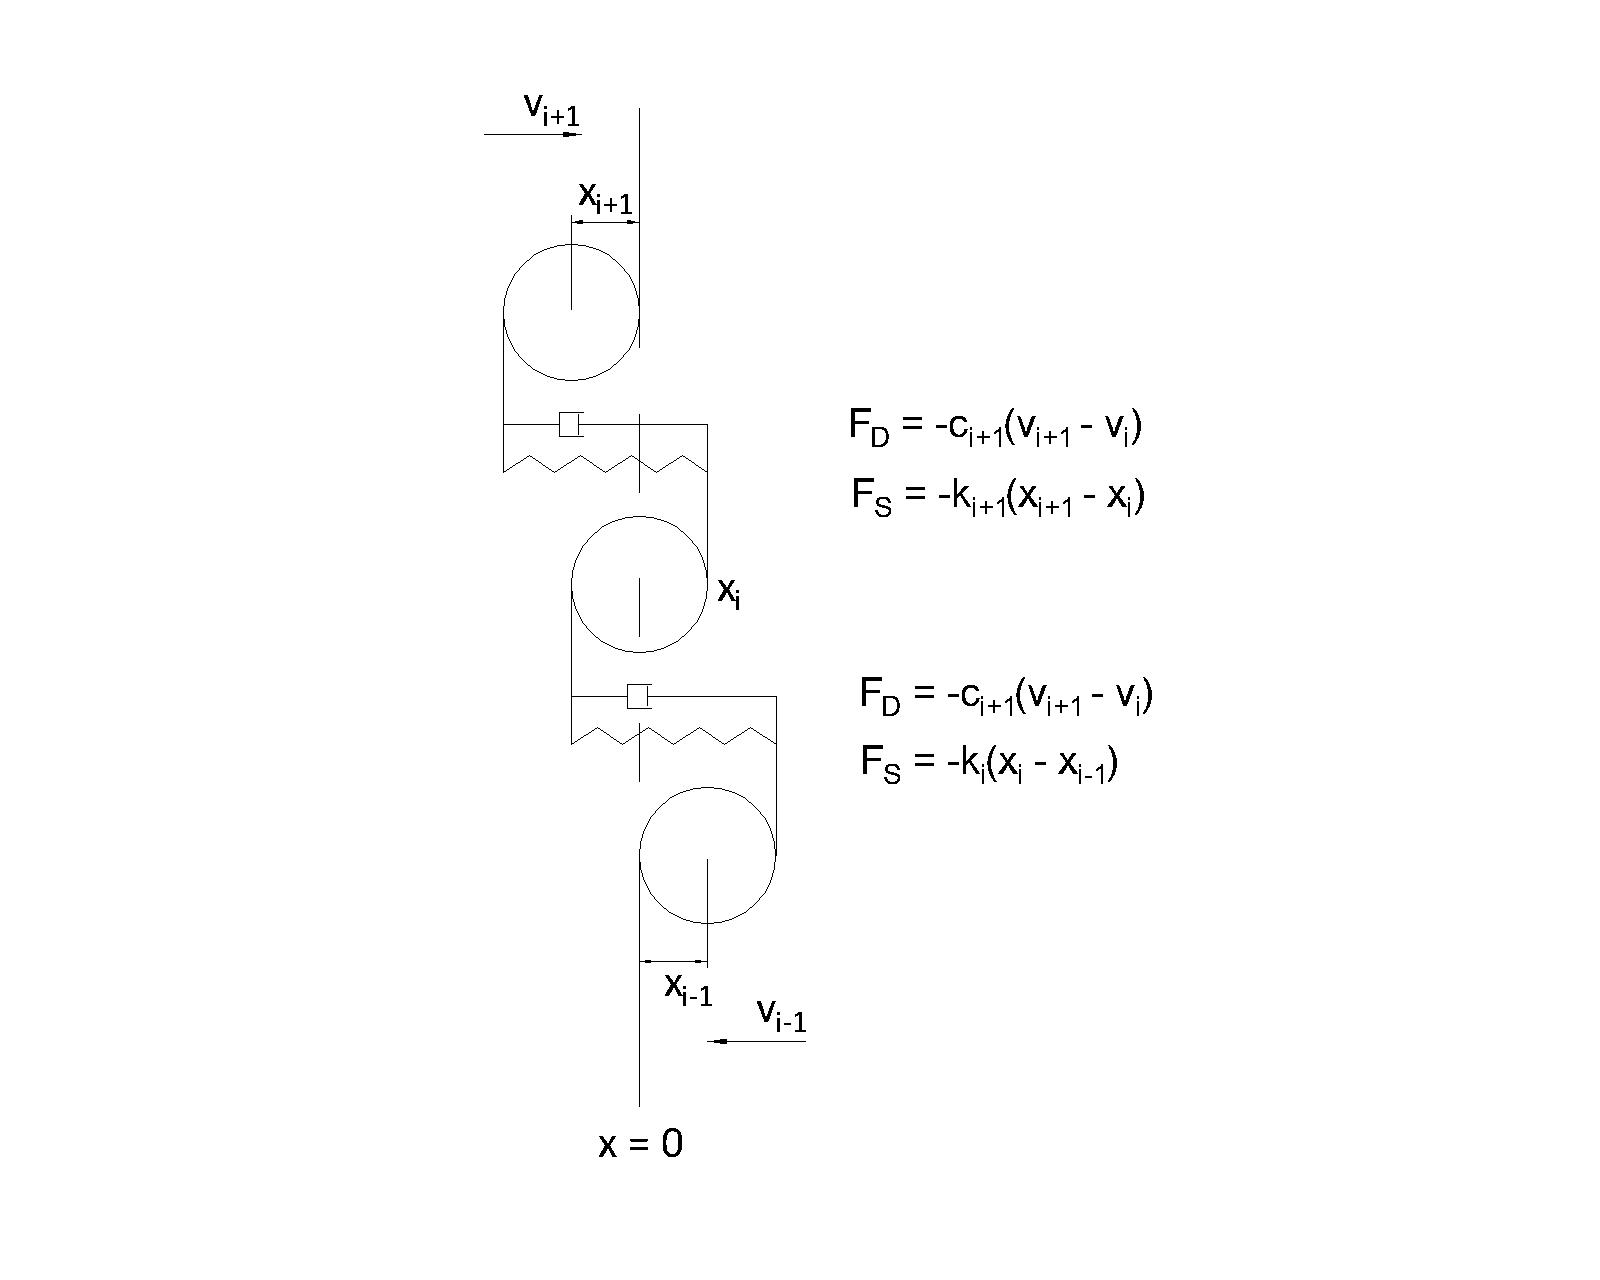 v_{i+1}
x_{i+1}
F_D = -c_{i+1}(v_{i+1} - v_i)
F_S = -k_{i+1}(x_{i+1} - x_i)
x_i
F_D = -c_{i+1}(v_{i+1} - v_i)
F_S = -k_i(x_i - x_{i-1})
x_{i-1}
v_{i-1}
x = 0